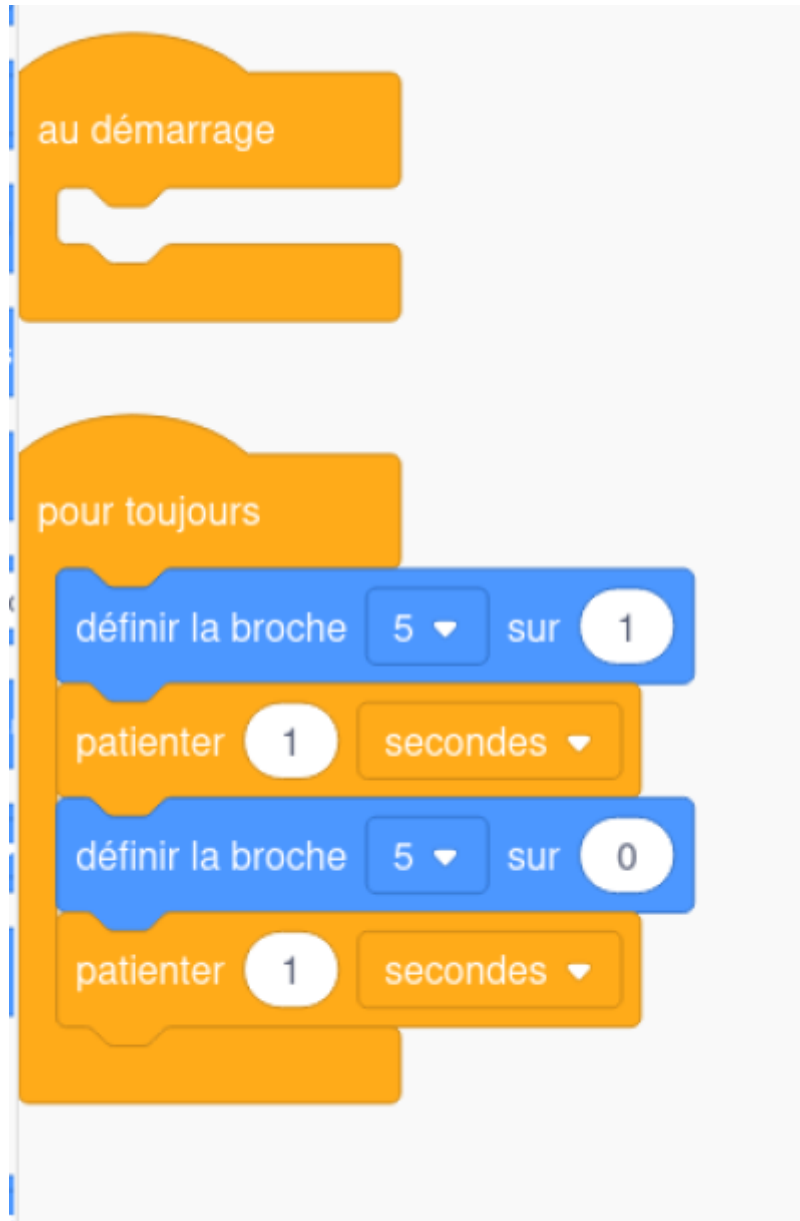 au démarrage
pour toujours
définir la broche 5 sur 1
patienter 1 secondes
définir la broche 5 sur 0
patienter 1 secondes